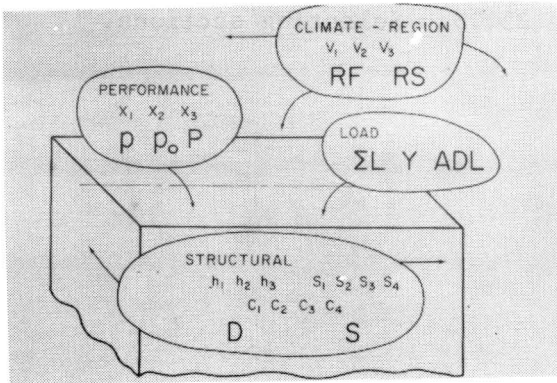 CLIMATE - REGION
V₁ V₂ V₃
RF RS
PERFORMANCE
X₁ X₂ X₃
p p₀ P
LOAD
ΣL Y ADL
STRUCTURAL
h₁ h₂ h₃ S₁ S₂ S₃ S₄
C₁ C₂ C₃ C₄
D S